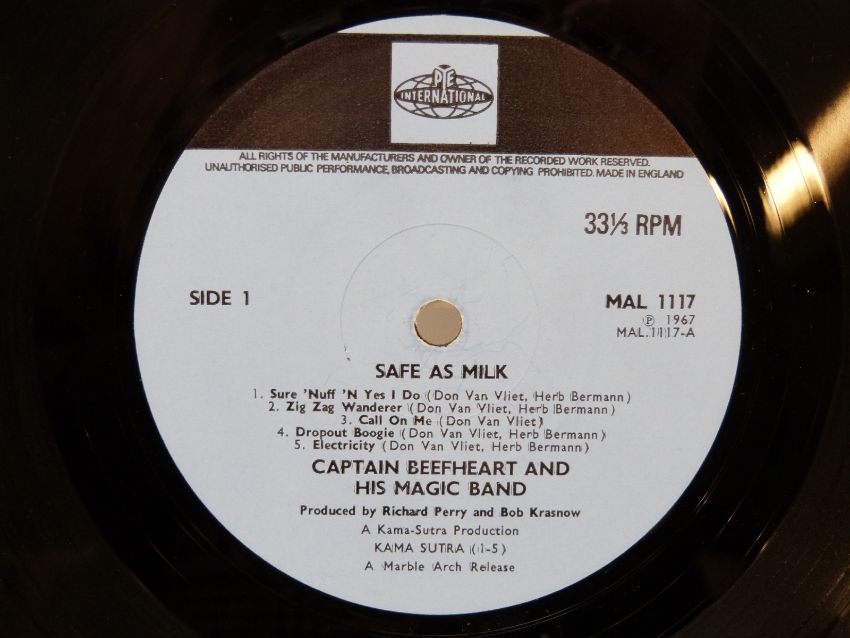 PYE
INTERNATIONAL
ALL RIGHTS OF THE MANUFACTURERS AND OWNER OF THE RECORDED WORK RESERVED.
UNAUTHORISED PUBLIC PERFORMANCE, BROADCASTING AND COPYING PROHIBITED. MADE IN ENGLAND
33⅓ RPM
SIDE 1
MAL 1117
℗ 1967
MAL.1117-A
SAFE AS MILK
1. Sure 'Nuff 'N Yes I Do (Don Van Vliet, Herb Bermann)
2. Zig Zag Wanderer (Don Van Vliet, Herb Bermann)
3. Call On Me (Don Van Vliet)
4. Dropout Boogie (Don Van Vliet, Herb Bermann)
5. Electricity (Don Van Vliet, Herb Bermann)
CAPTAIN BEEFHEART AND
HIS MAGIC BAND
Produced by Richard Perry and Bob Krasnow
A Kama-Sutra Production
KAMA SUTRA (1-5)
A Marble Arch Release